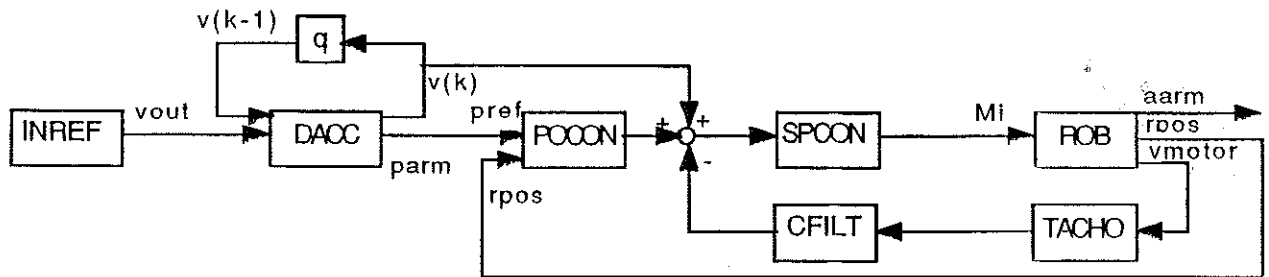 v(k-1)
q
v(k)
INREF
vout
DACC
pref
parm
rpos
POCON
+
+
-
SPCON
Mi
ROB
aarm
rpos
vmotor
CFILT
TACHO